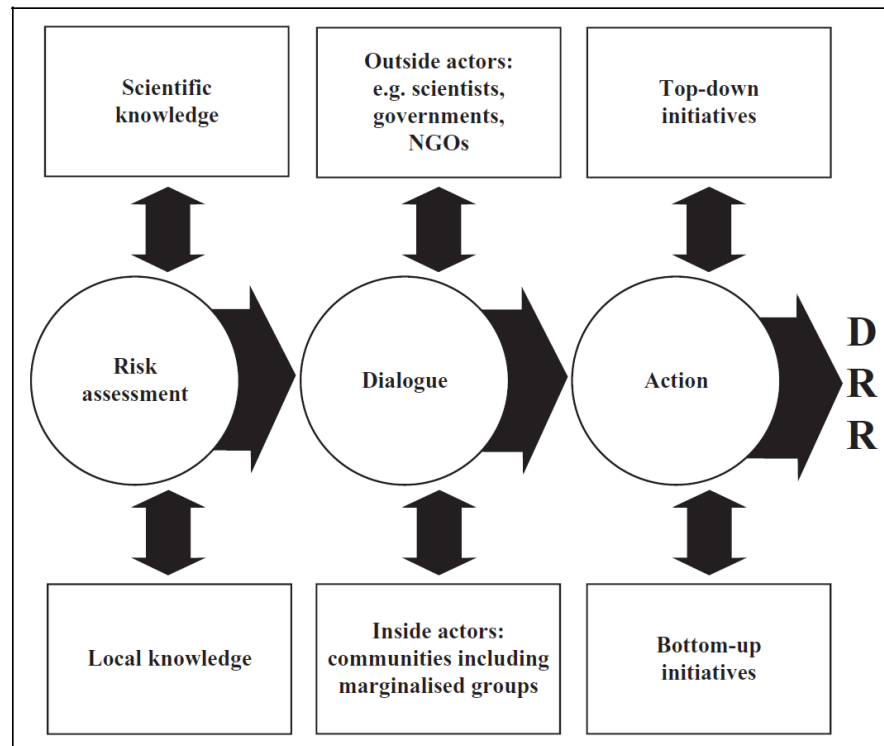 Scientific
knowledge
Outside actors:
e.g. scientists,
governments,
NGOs
Top-down
initiatives
Risk
assessment
Dialogue
Action
D
R
R
Local knowledge
Inside actors:
communities including
marginalised groups
Bottom-up
initiatives